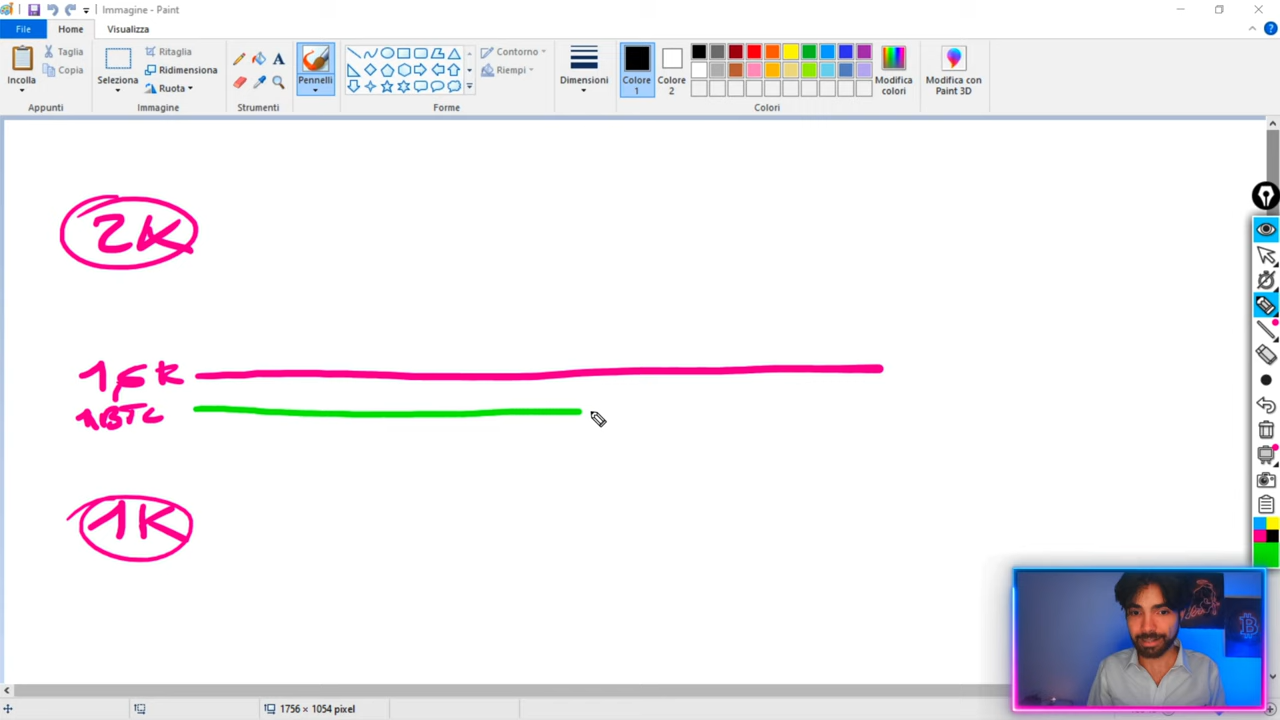 Immagine - Paint
File Home Visualizza
Incolla
Taglia
Copia
Appunti
Seleziona
Ritaglia
Ridimensiona
Ruota
Immagine
Strumenti
Pennelli
Forme
Contorno
Riempi
Dimensioni
Colore 1
Colore 2
Modifica colori
Colori
Modifica con Paint 3D
2K
1BTC
1K
1756 × 1054 pixel